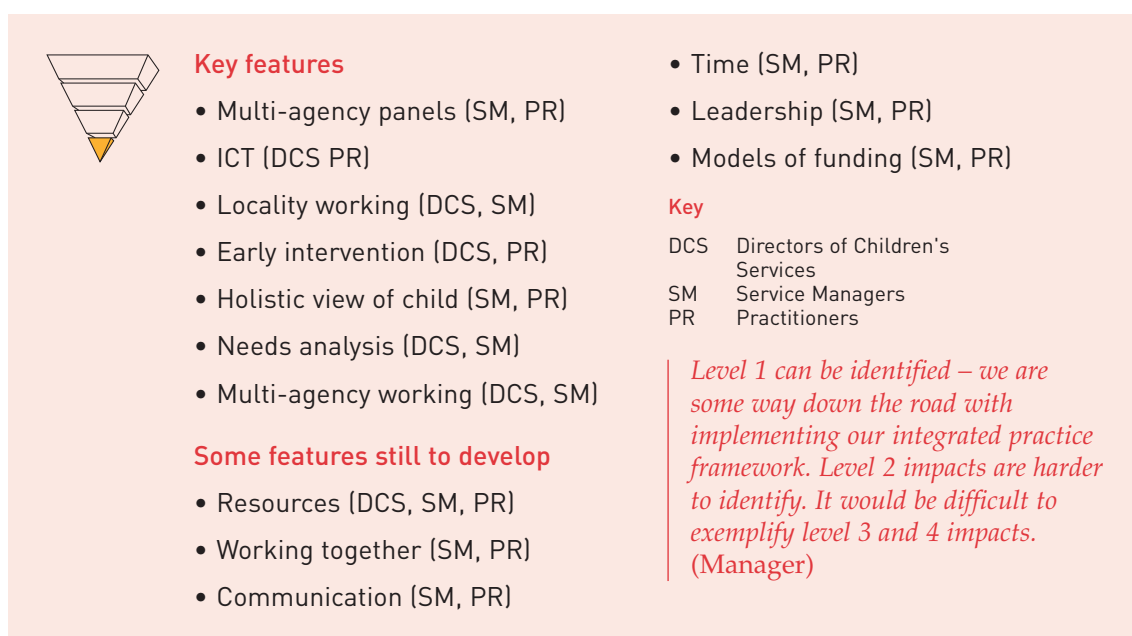 Key features
• Multi-agency panels (SM, PR)
• ICT (DCS PR)
• Locality working (DCS, SM)
• Early intervention (DCS, PR)
• Holistic view of child (SM, PR)
• Needs analysis (DCS, SM)
• Multi-agency working (DCS, SM)
Some features still to develop
• Resources (DCS, SM, PR)
• Working together (SM, PR)
• Communication (SM, PR)
• Time (SM, PR)
• Leadership (SM, PR)
• Models of funding (SM, PR)
Key
DCS Directors of Children's
Services
SM Service Managers
PR Practitioners
Level 1 can be identified – we are
some way down the road with
implementing our integrated practice
framework. Level 2 impacts are harder
to identify. It would be difficult to
exemplify level 3 and 4 impacts.
(Manager)